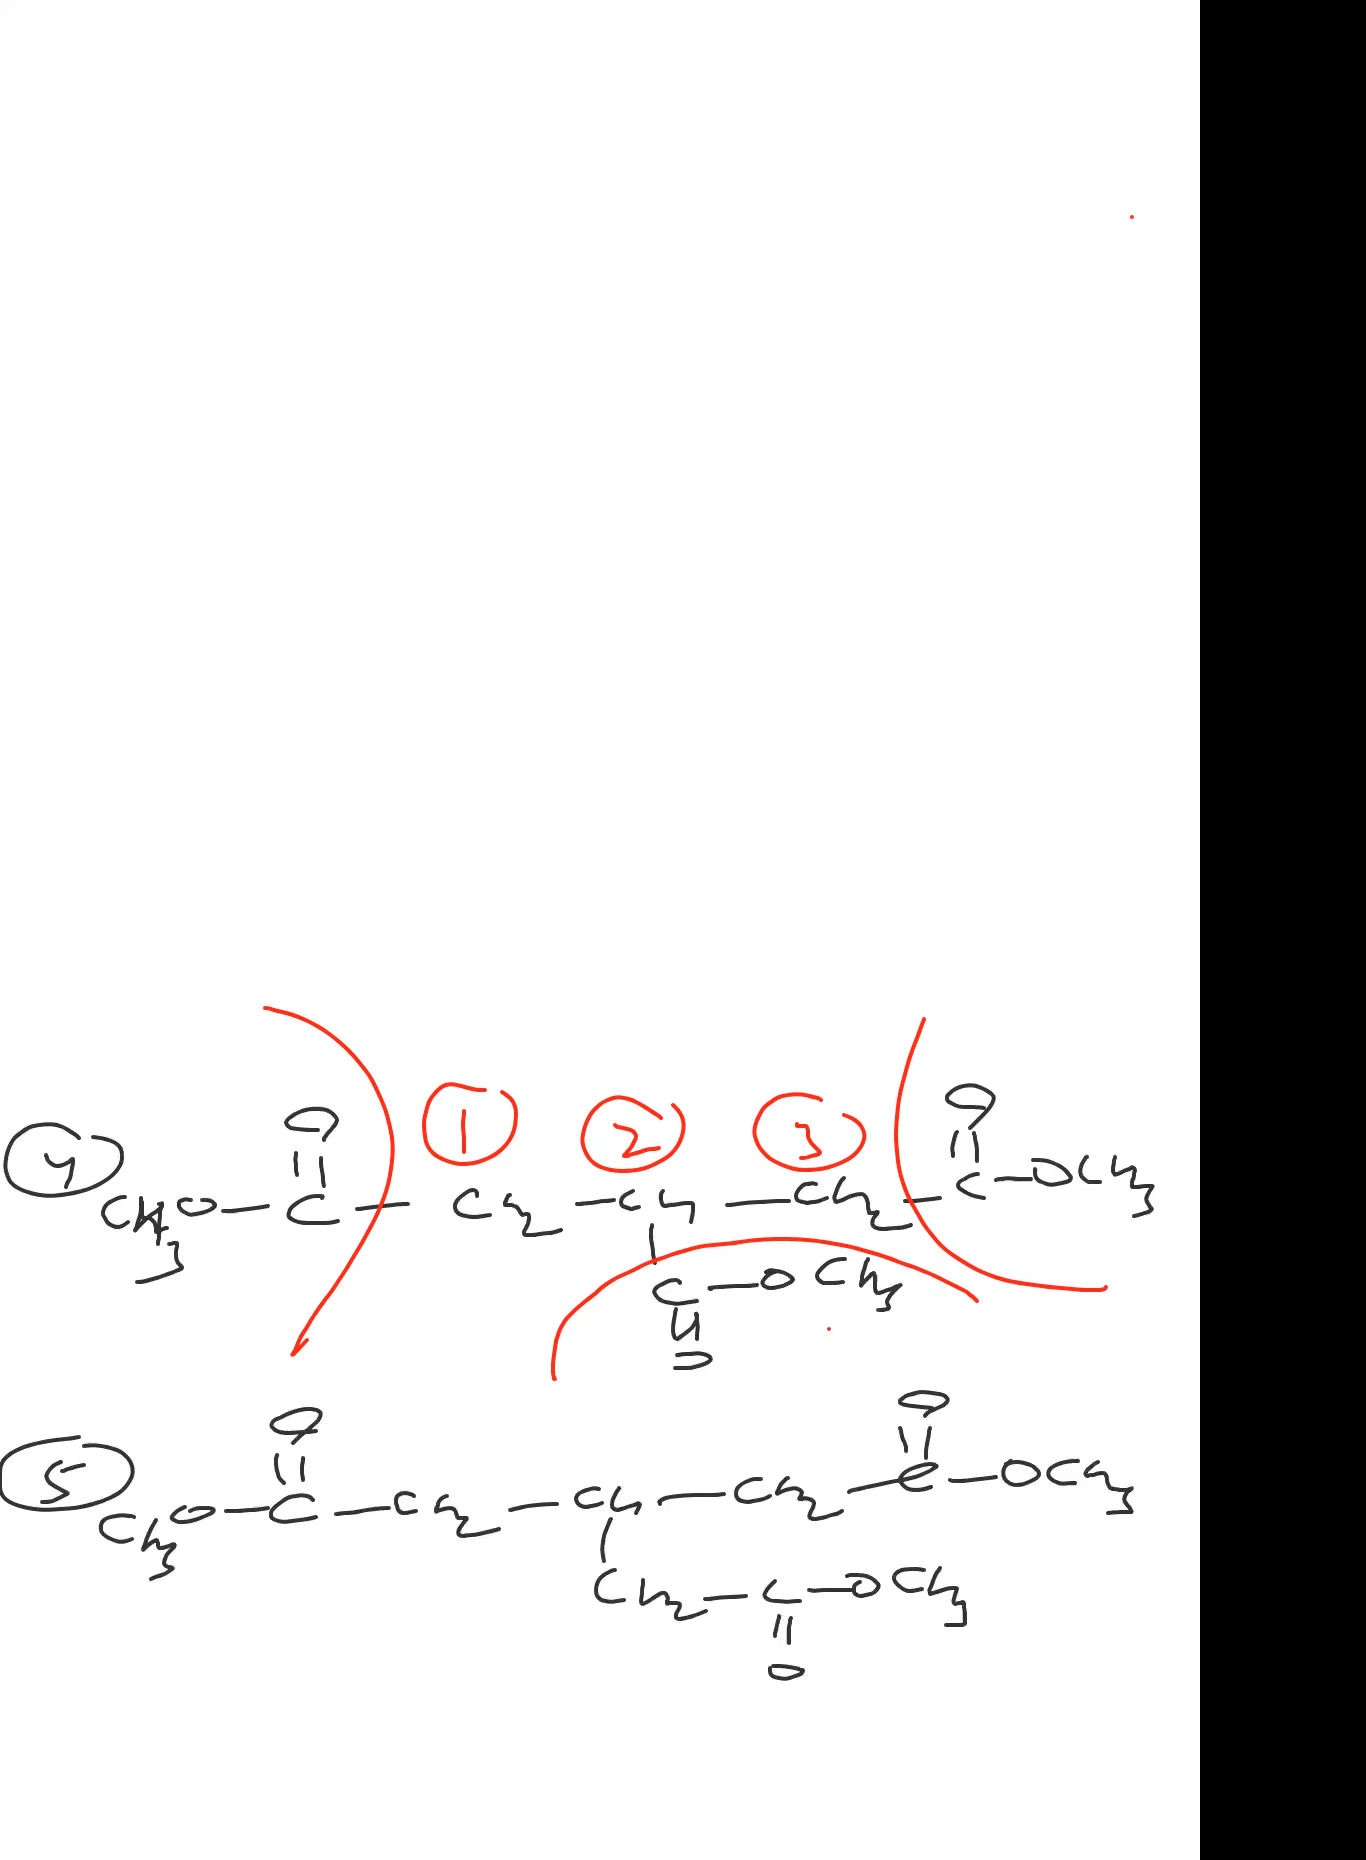 ① ② ③
O O
④ CH3O — C — CH2 — CH — CH2 — C — OCH3
C — OCH3
O
O O
⑤ CH3O — C — CH2 — CH — CH2 — C — OCH3
CH2 — C — OCH3
O